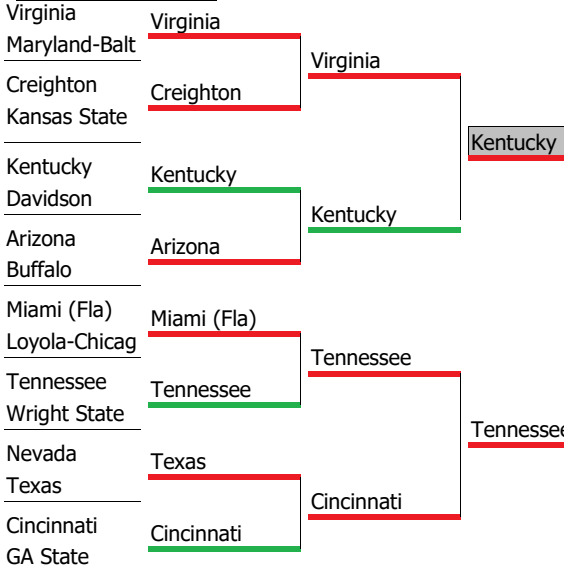 Virginia
Maryland-Balt
Creighton
Kansas State
Kentucky
Davidson
Arizona
Buffalo
Miami (Fla)
Loyola-Chicag
Tennessee
Wright State
Nevada
Texas
Cincinnati
GA State
Virginia
Creighton
Kentucky
Arizona
Miami (Fla)
Tennessee
Texas
Cincinnati
Virginia
Kentucky
Tennessee
Cincinnati
Kentucky
Tennessee